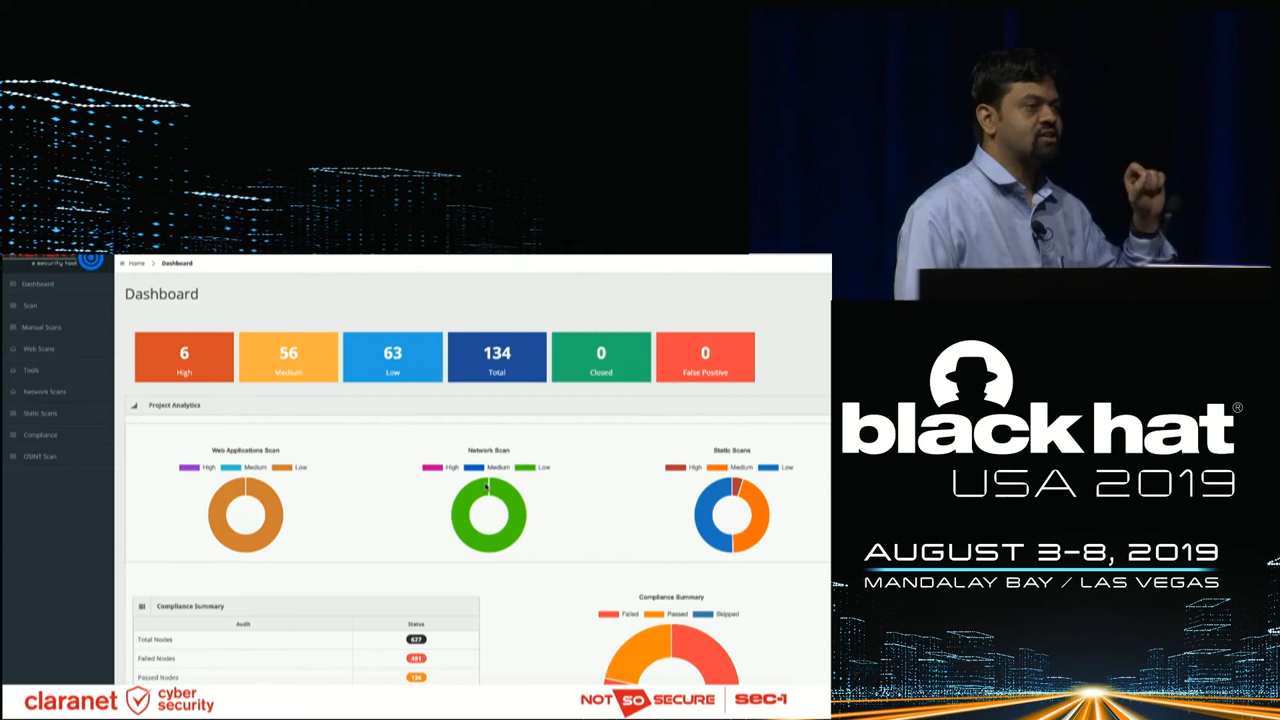 a security tool
Home > Dashboard
Dashboard
Scan
Manual Scans
Web Scans
Tools
Network Scans
Static Scans
Compliance
OSINT Scan
Dashboard
6 High
56 Medium
63 Low
134 Total
0 Closed
0 False Positive
Project Analytics
Web Applications Scan
High Medium Low
Network Scan
High Medium Low
Static Scans
High Medium Low
Compliance Summary
Audit Status
Total Nodes 627
Failed Nodes 491
Passed Nodes 136
Compliance Summary
Failed Passed Skipped
claranet cyber security
NOT SO SECURE SEC-1
black hat®
USA 2019
AUGUST 3-8, 2019
MANDALAY BAY / LAS VEGAS